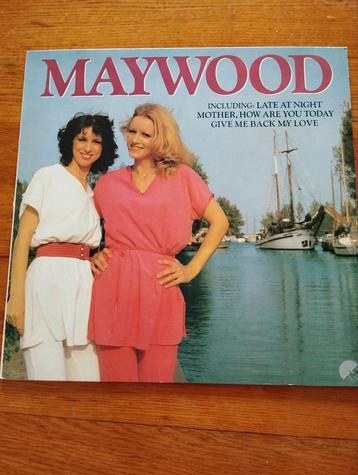 MAYWOOD
INCLUDING: LATE AT NIGHT
MOTHER, HOW ARE YOU TODAY
GIVE ME BACK MY LOVE